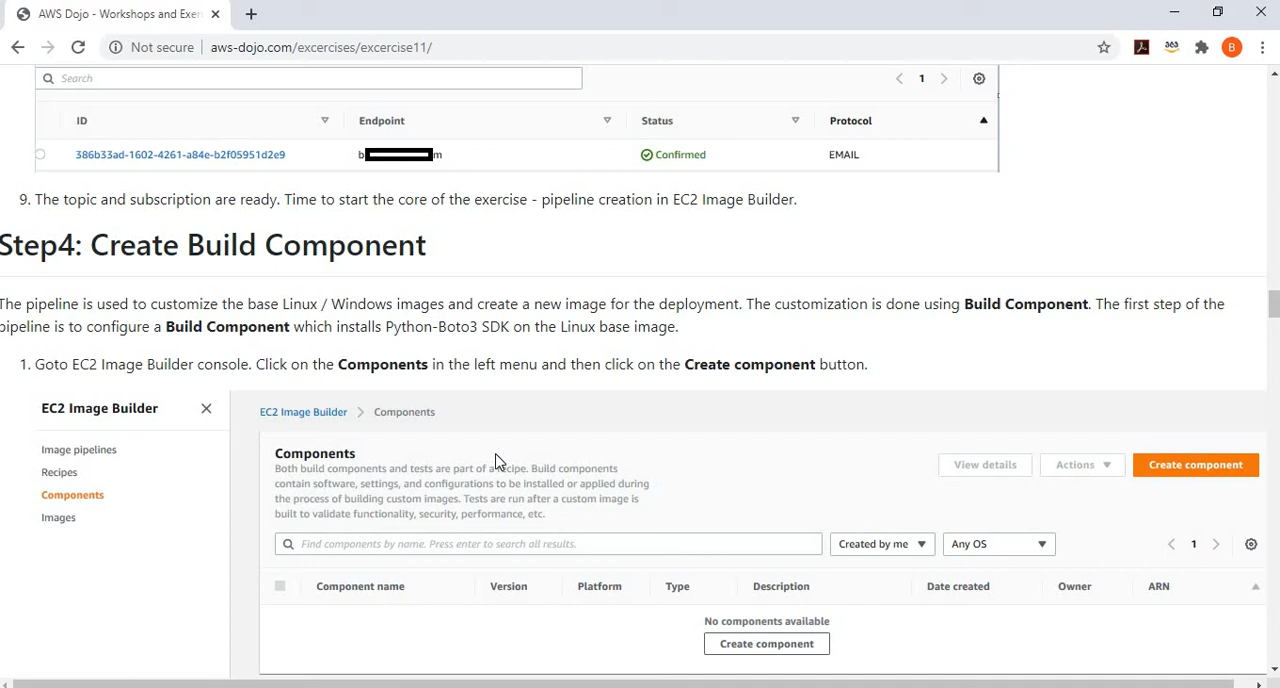 AWS Dojo - Workshops and Exer
Not secure
aws-dojo.com/excercises/excercise11/
B
Search
1
ID
Endpoint
Status
Protocol
386b33ad-1602-4261-a84e-b2f05951d2e9
b m
Confirmed
EMAIL
9. The topic and subscription are ready. Time to start the core of the exercise - pipeline creation in EC2 Image Builder.
Step4: Create Build Component
The pipeline is used to customize the base Linux / Windows images and create a new image for the deployment. The customization is done using Build Component. The first step of the
pipeline is to configure a Build Component which installs Python-Boto3 SDK on the Linux base image.
1. Goto EC2 Image Builder console. Click on the Components in the left menu and then click on the Create component button.
EC2 Image Builder
Image pipelines
Recipes
Components
Images
EC2 Image Builder > Components
Components
Both build components and tests are part of a recipe. Build components
contain software, settings, and configurations to be installed or applied during
the process of building custom images. Tests are run after a custom image is
built to validate functionality, security, performance, etc.
View details
Actions
Create component
Find components by name. Press enter to search all results.
Created by me
Any OS
1
Component name
Version
Platform
Type
Description
Date created
Owner
ARN
No components available
Create component